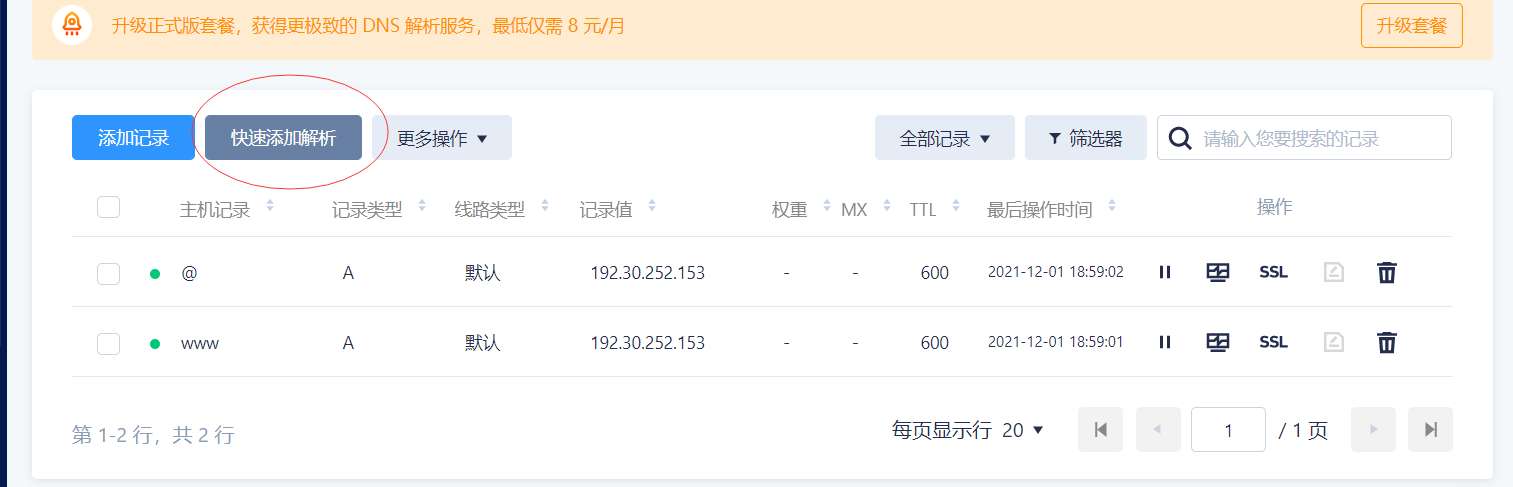 升级正式版套餐，获得更极致的 DNS 解析服务，最低仅需 8 元/月 升级套餐
添加记录 快速添加解析 更多操作 全部记录 筛选器 请输入您要搜索的记录
主机记录 记录类型 线路类型 记录值 权重 MX TTL 最后操作时间 操作
@ A 默认 192.30.252.153 - - 600 2021-12-01 18:59:02 SSL
www A 默认 192.30.252.153 - - 600 2021-12-01 18:59:01 SSL
第 1-2 行，共 2 行 每页显示行 20 1 / 1 页